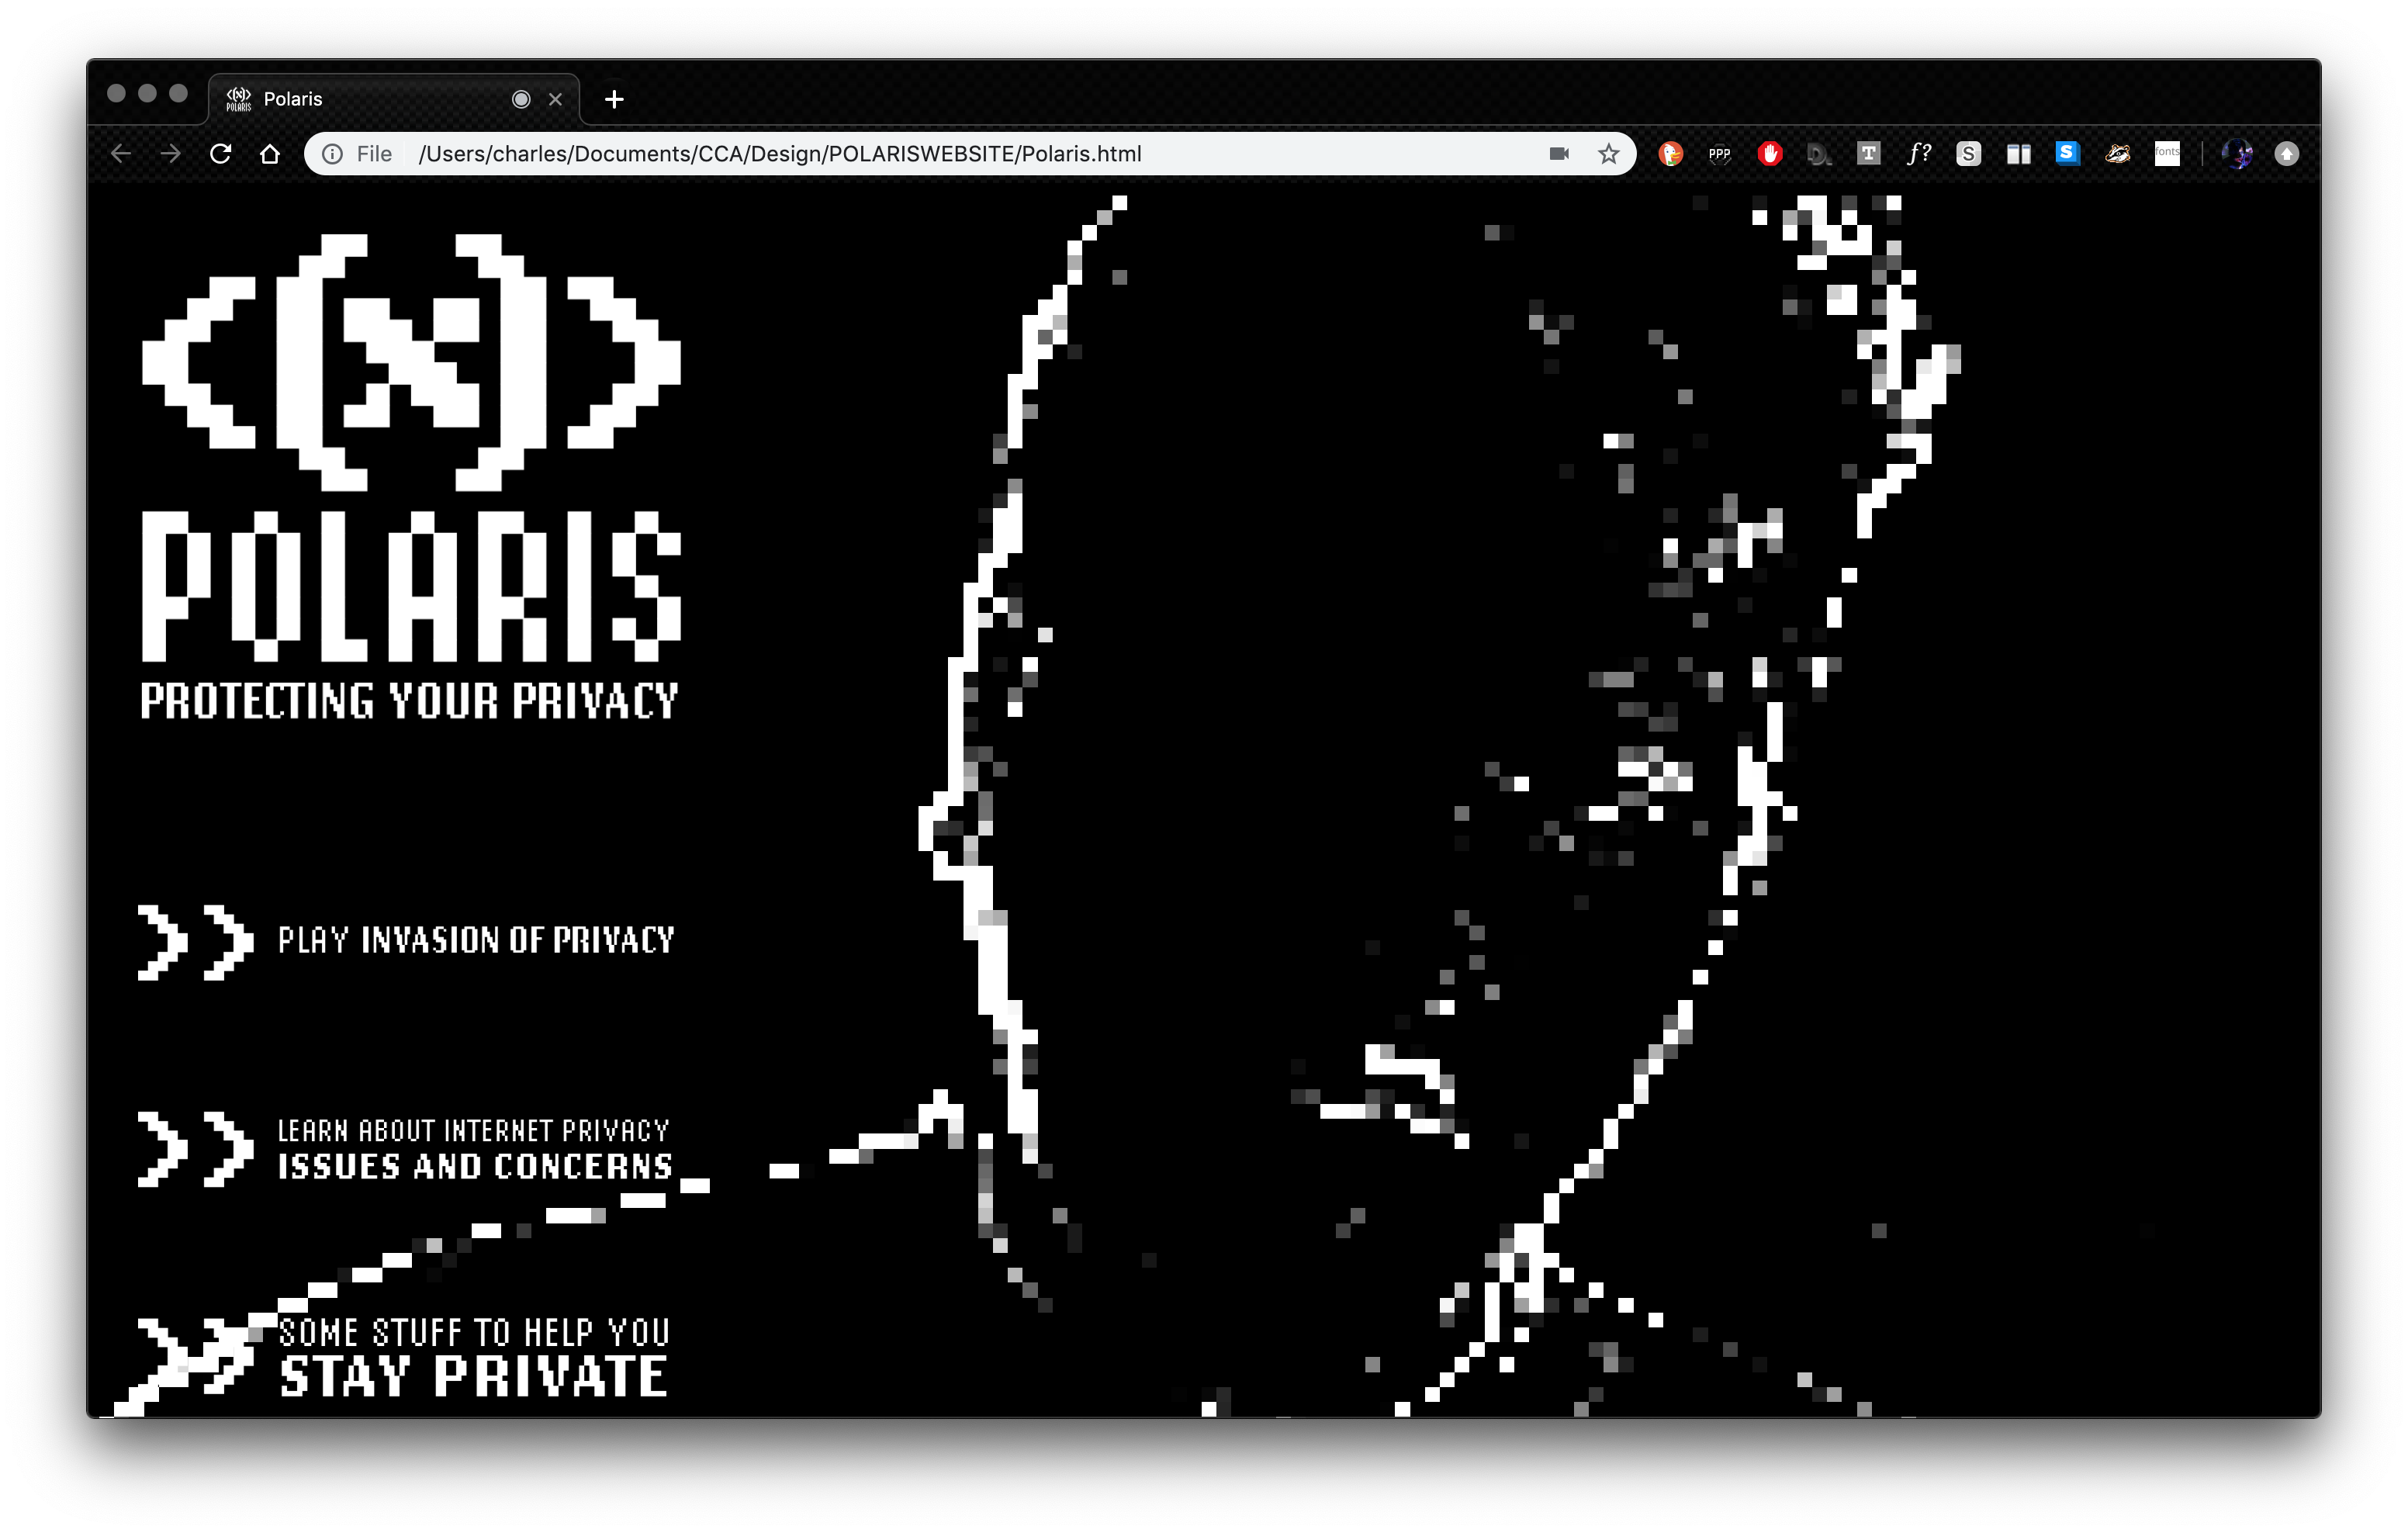 Polaris
File /Users/charles/Documents/CCA/Design/POLARISWEBSITE/Polaris.html
PPP
T
f?
S
S
fonts
POLARIS
PROTECTING YOUR PRIVACY
PLAY INVASION OF PRIVACY
LEARN ABOUT INTERNET PRIVACY
ISSUES AND CONCERNS
SOME STUFF TO HELP YOU
STAY PRIVATE